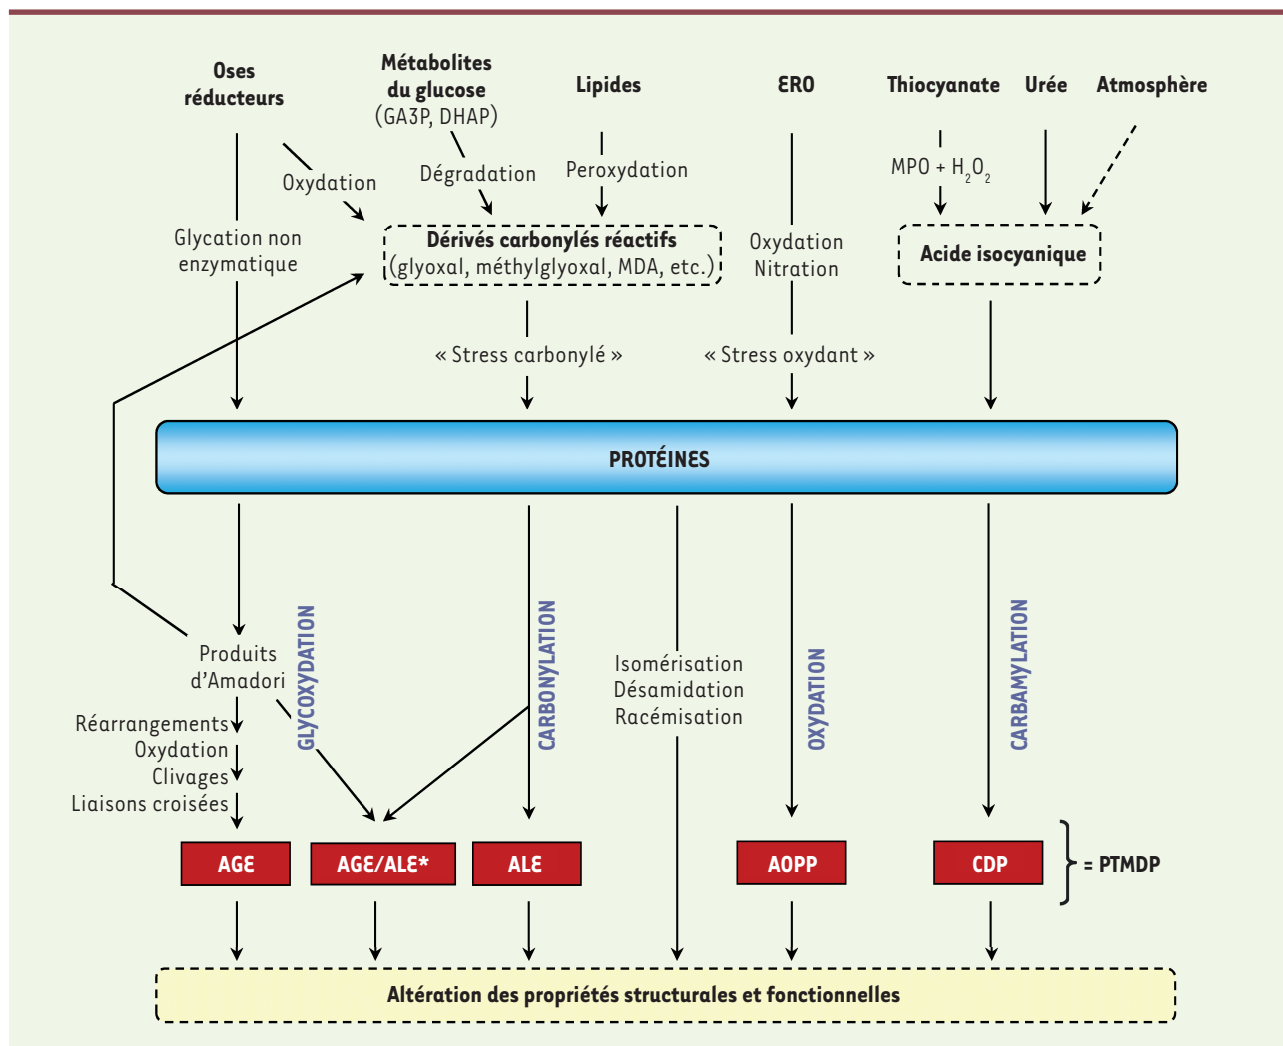 Oses
réducteurs
Métabolites
du glucose
(GA3P, DHAP)
Lipides
ERO
Thiocyanate
Urée
Atmosphère
Oxydation
Dégradation
Peroxydation
MPO + H₂O₂
Glycation non
enzymatique
Dérivés carbonylés réactifs
(glyoxal, méthylglyoxal, MDA, etc.)
Oxydation
Nitration
Acide isocyanique
« Stress carbonylé »
« Stress oxydant »
PROTÉINES
Produits
d'Amadori
Réarrangements
Oxydation
Clivages
Liaisons croisées
GLYCOXYDATION
CARBONYLATION
Isomérisation
Désamidation
Racémisation
OXYDATION
CARBAMYLATION
AGE
AGE/ALE*
ALE
AOPP
CDP
= PTMDP
Altération des propriétés structurales et fonctionnelles